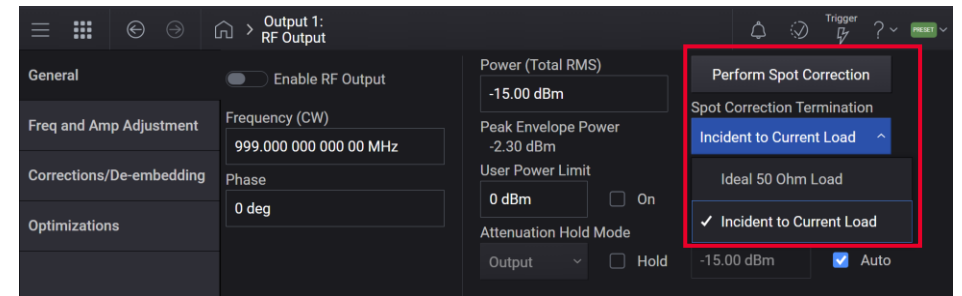 Output 1:
RF Output
Trigger
?
PRESET
General
Freq and Amp Adjustment
Corrections/De-embedding
Optimizations
Enable RF Output
Frequency (CW)
999.000 000 000 00 MHz
Phase
0 deg
Power (Total RMS)
-15.00 dBm
Peak Envelope Power
-2.30 dBm
User Power Limit
0 dBm
On
Attenuation Hold Mode
Output
Hold
Perform Spot Correction
Spot Correction Termination
Incident to Current Load
Ideal 50 Ohm Load
✓ Incident to Current Load
-15.00 dBm
Auto